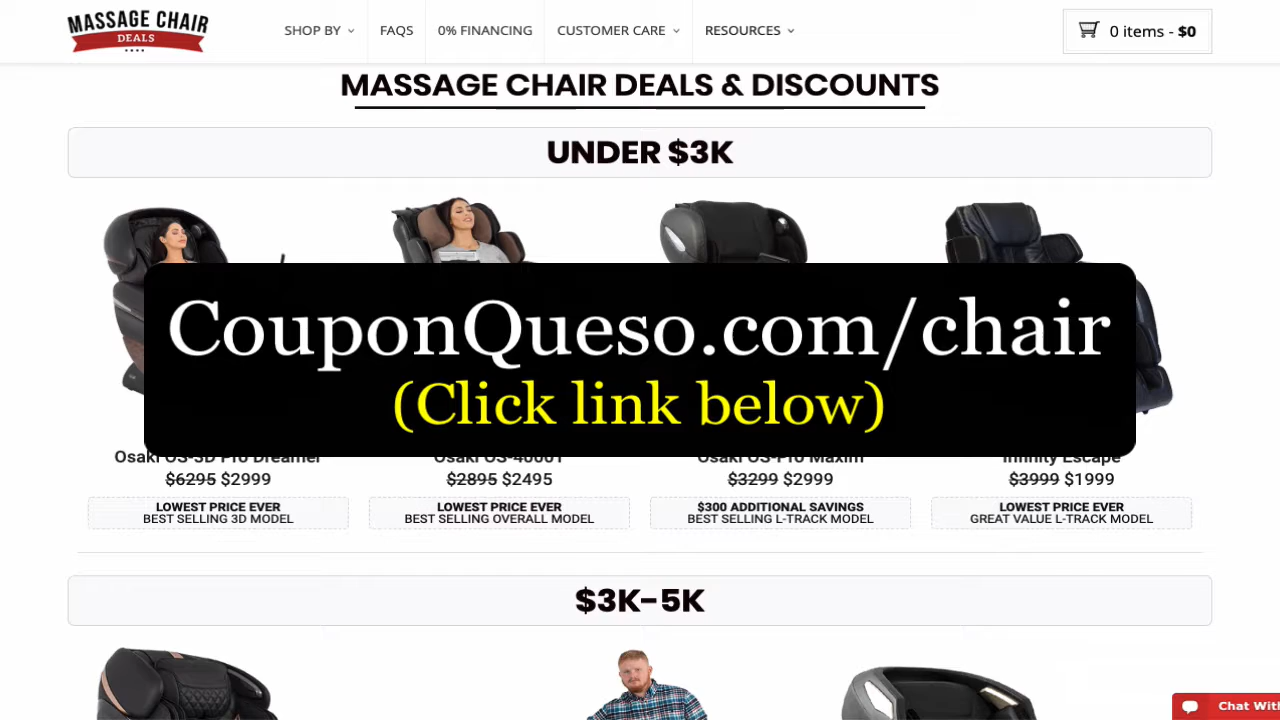 MASSAGE CHAIR
DEALS
SHOP BY
FAQS
0% FINANCING
CUSTOMER CARE
RESOURCES
0 items - $0
MASSAGE CHAIR DEALS & DISCOUNTS
UNDER $3K
CouponQueso.com/chair
(Click link below)
Osaki OS-3D Pro Dreamer
Osaki OS-4000T
Osaki OS-Pro Maxim
Infinity Escape
$6295 $2999
$2895 $2495
$3299 $2999
$3999 $1999
LOWEST PRICE EVER
BEST SELLING 3D MODEL
LOWEST PRICE EVER
BEST SELLING OVERALL MODEL
$300 ADDITIONAL SAVINGS
BEST SELLING L-TRACK MODEL
LOWEST PRICE EVER
GREAT VALUE L-TRACK MODEL
$3K-5K
Chat With